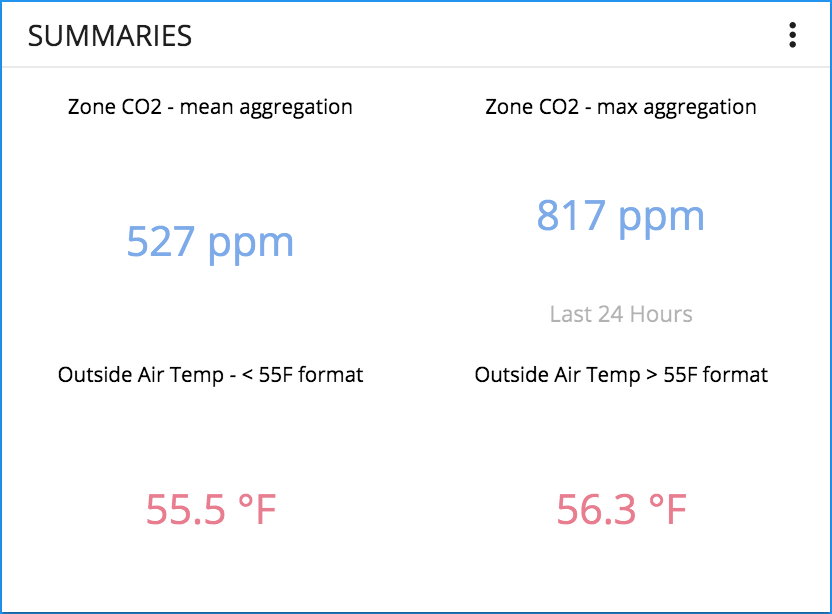 SUMMARIES
Zone CO2 - mean aggregation
527 ppm
Zone CO2 - max aggregation
817 ppm
Last 24 Hours
Outside Air Temp - < 55F format
55.5 °F
Outside Air Temp > 55F format
56.3 °F